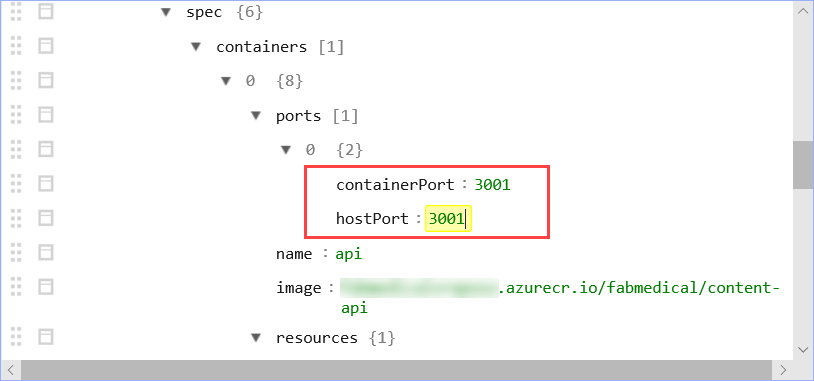 spec {6}
containers [1]
0 {8}
ports [1]
0 {2}
containerPort : 3001
hostPort : 3001
name : api
image : .azurecr.io/fabmedical/content-
api
resources {1}